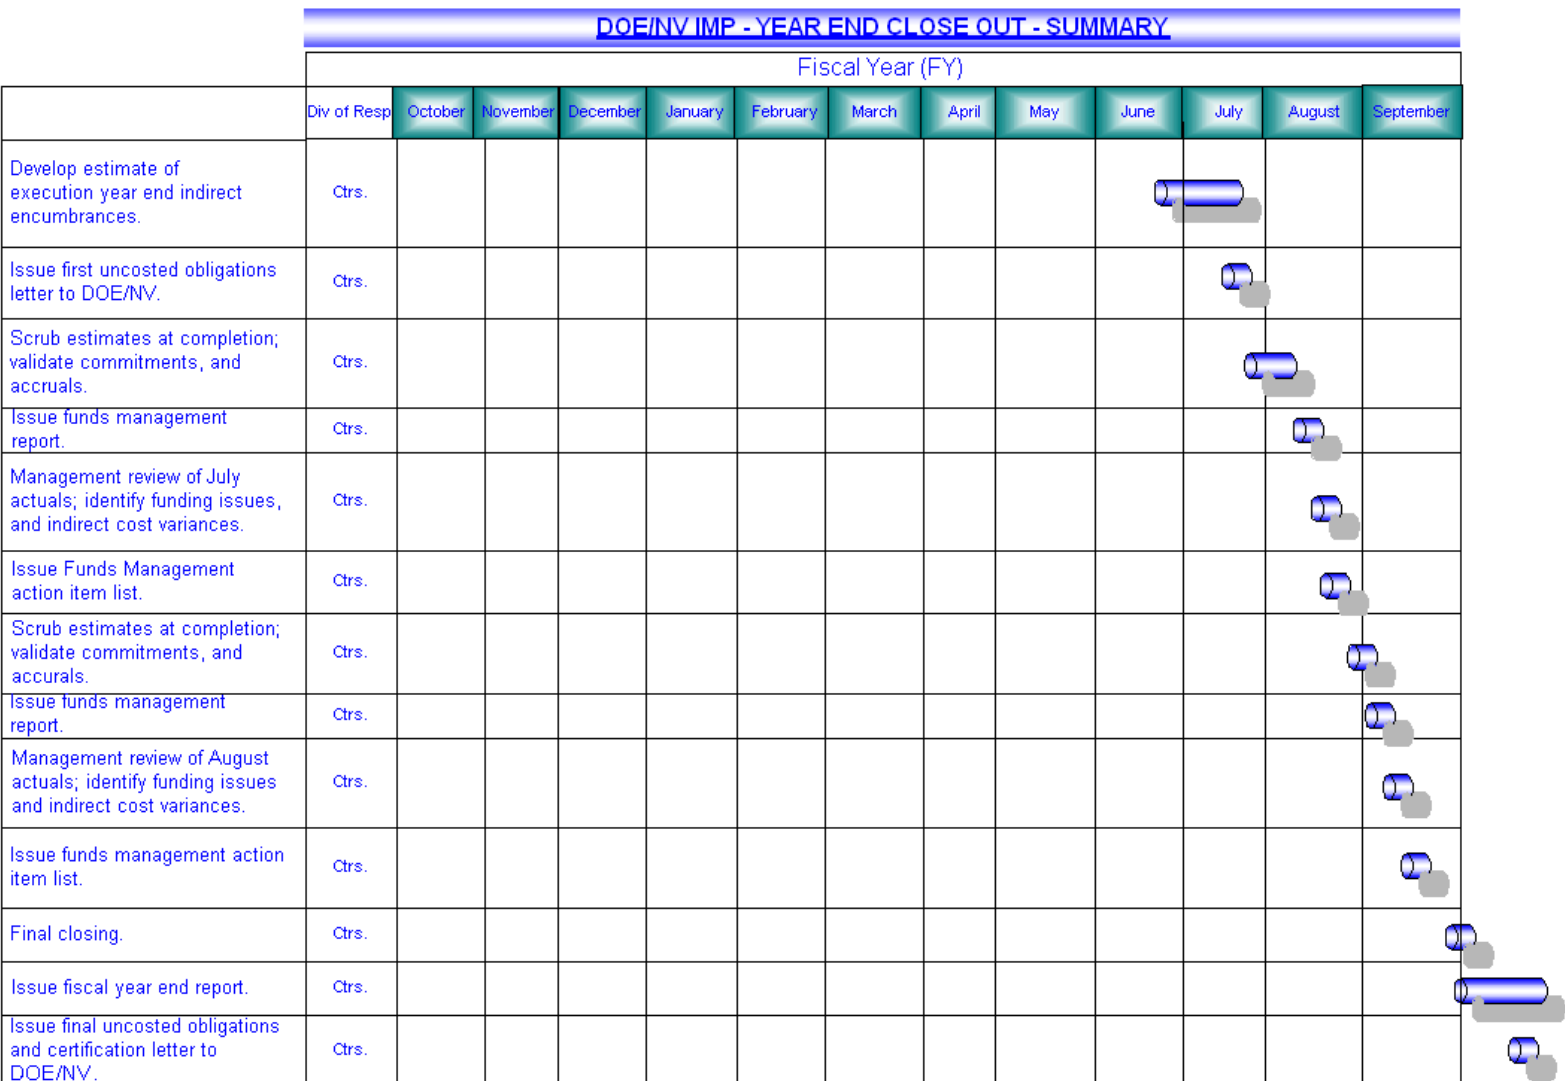 DOE/NV IMP - YEAR END CLOSE OUT - SUMMARY
Fiscal Year (FY)
Div of Resp October November December January February March April May June July August September
Develop estimate of
execution year end indirect
encumbrances.
Ctrs.
Issue first uncosted obligations
letter to DOE/NV.
Ctrs.
Scrub estimates at completion;
validate commitments, and
accruals.
Ctrs.
Issue funds management
report.
Ctrs.
Management review of July
actuals; identify funding issues,
and indirect cost variances.
Ctrs.
Issue Funds Management
action item list.
Ctrs.
Scrub estimates at completion;
validate commitments, and
accurals.
Ctrs.
Issue funds management
report.
Ctrs.
Management review of August
actuals; identify funding issues
and indirect cost variances.
Ctrs.
Issue funds management action
item list.
Ctrs.
Final closing.
Ctrs.
Issue fiscal year end report.
Ctrs.
Issue final uncosted obligations
and certification letter to
DOE/NV.
Ctrs.